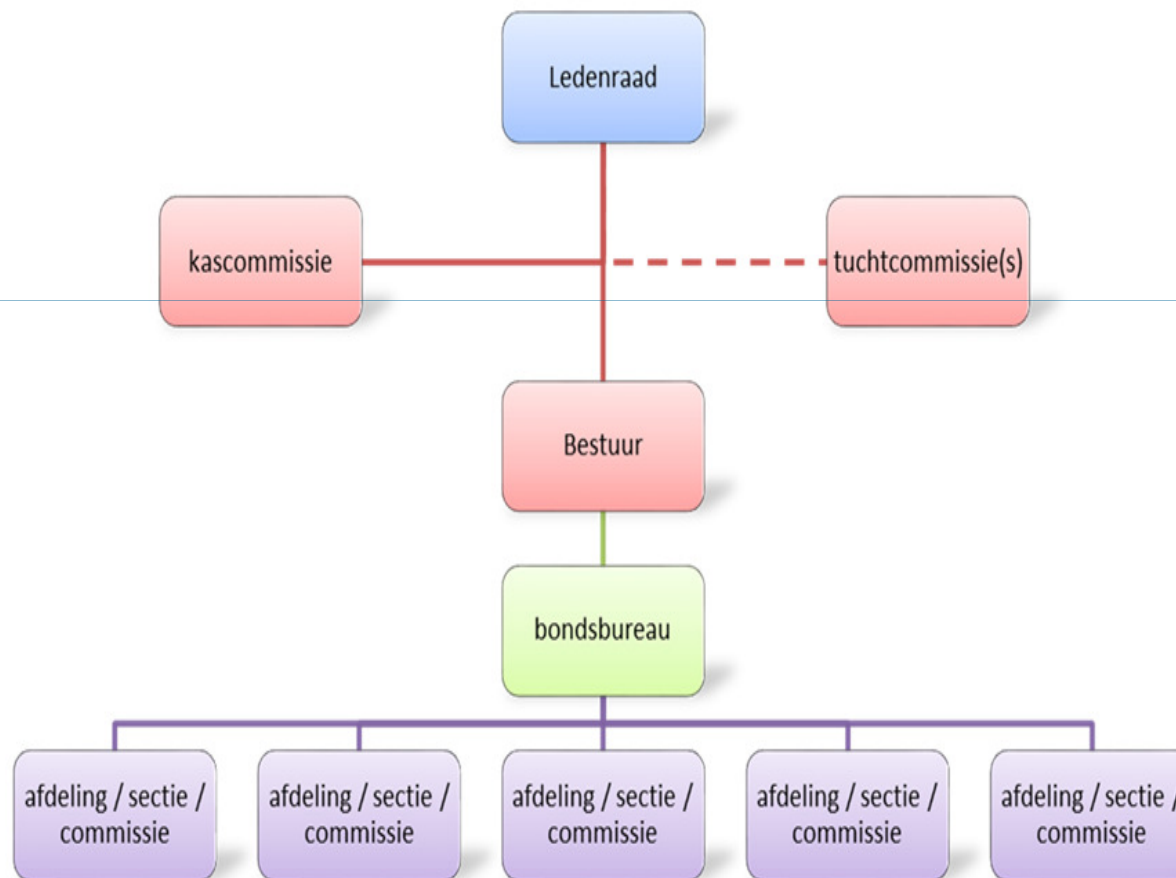 Ledenraad
kascommissie
tuchtcommissie(s)
Bestuur
bondsbureau
afdeling / sectie /
commissie
afdeling / sectie /
commissie
afdeling / sectie /
commissie
afdeling / sectie /
commissie
afdeling / sectie /
commissie